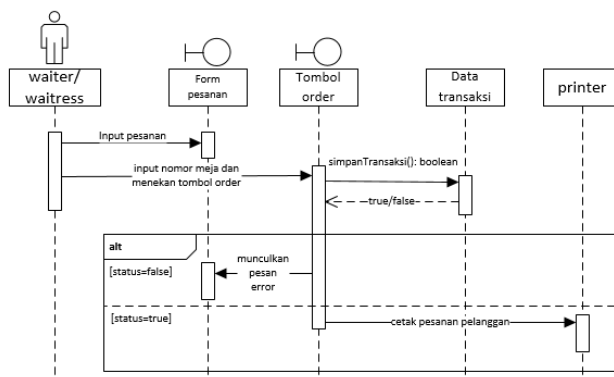 waiter/
waitress
Form
pesanan
Tombol
order
Data
transaksi
printer
Input pesanan
input nomor meja dan
menekan tombol order
simpanTransaksi(): boolean
true/false
alt
[status=false]
munculkan
pesan
error
[status=true]
cetak pesanan pelanggan